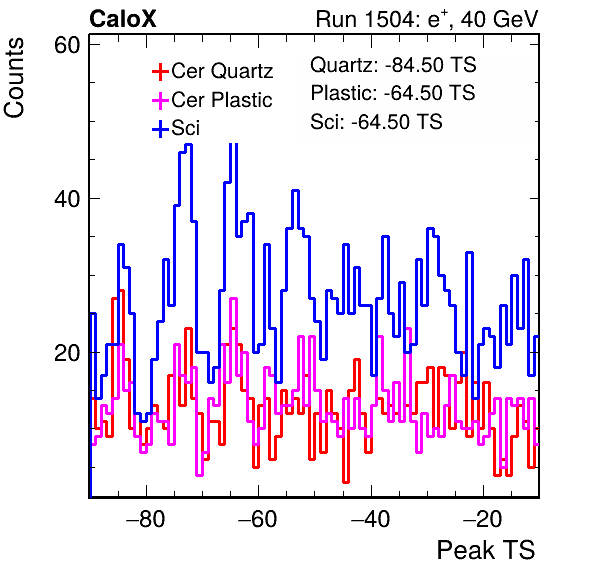 CaloX Run 1504: e⁺, 40 GeV
Counts
60
40
20
Cer Quartz
Cer Plastic
Sci
Quartz: -84.50 TS
Plastic: -64.50 TS
Sci: -64.50 TS
−80 −60 −40 −20
Peak TS